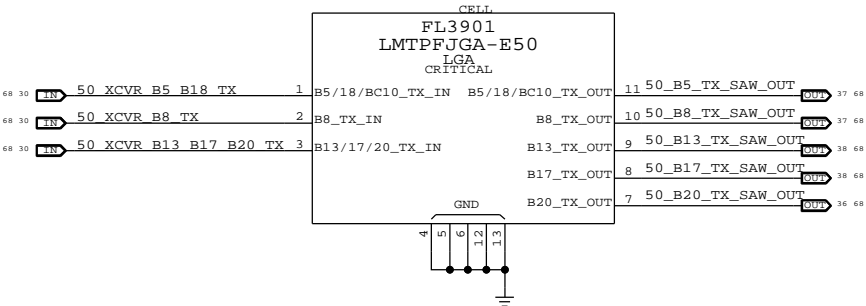 CELL
FL3901
LMTPFJGA-E50
LGA
CRITICAL
68 30 IN 50_XCVR_B5_B18_TX 1 B5/18/BC10_TX_IN B5/18/BC10_TX_OUT 11 50_B5_TX_SAW_OUT OUT 37 68
68 30 IN 50_XCVR_B8_TX 2 B8_TX_IN B8_TX_OUT 10 50_B8_TX_SAW_OUT OUT 37 68
68 30 IN 50_XCVR_B13_B17_B20_TX 3 B13/17/20_TX_IN B13_TX_OUT 9 50_B13_TX_SAW_OUT OUT 38 68
B17_TX_OUT 8 50_B17_TX_SAW_OUT OUT 38 68
B20_TX_OUT 7 50_B20_TX_SAW_OUT OUT 36 68
GND
4 5 6 12 13